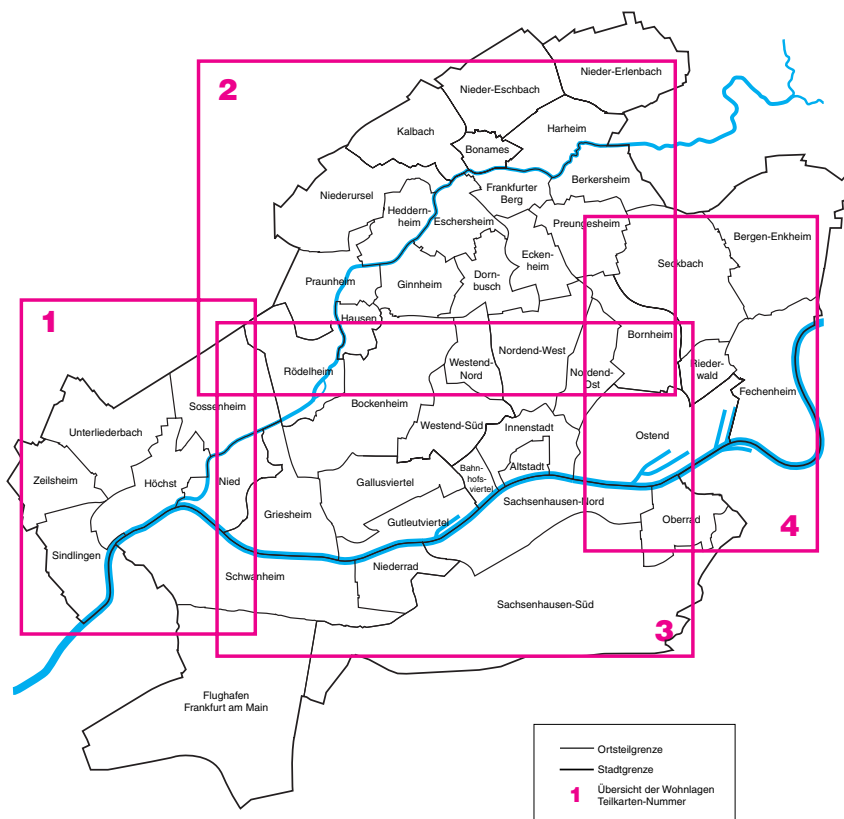 Nieder-Erlenbach
2
Nieder-Eschbach
Harheim
Kalbach
Bonames
Berkersheim
Frankfurter
Berg
Niederursel
Heddern-
heim
Eschersheim
Preungesheim
Bergen-Enkheim
Ecken-
heim
Seckbach
Praunheim
Ginnheim
Dorn-
busch
1
Hausen
Bornheim
Nordend-West
Rödelheim
Westend-
Nord
Nordend-
Ost
Rieder-
wald
Fechenheim
Sossenheim
Bockenheim
Unterliederbach
Westend-Süd
Innenstadt
Ostend
Zeilsheim
Höchst
Nied
Gallusviertel
Bahn-
hofs-
viertel
Altstadt
Sachsenhausen-Nord
Griesheim
Gutleutviertel
Oberrad
4
Sindlingen
Schwanheim
Niederrad
Sachsenhausen-Süd
3
Flughafen
Frankfurt am Main
Ortsteilgrenze
Stadtgrenze
1 Übersicht der Wohnlagen
Teilkarten-Nummer